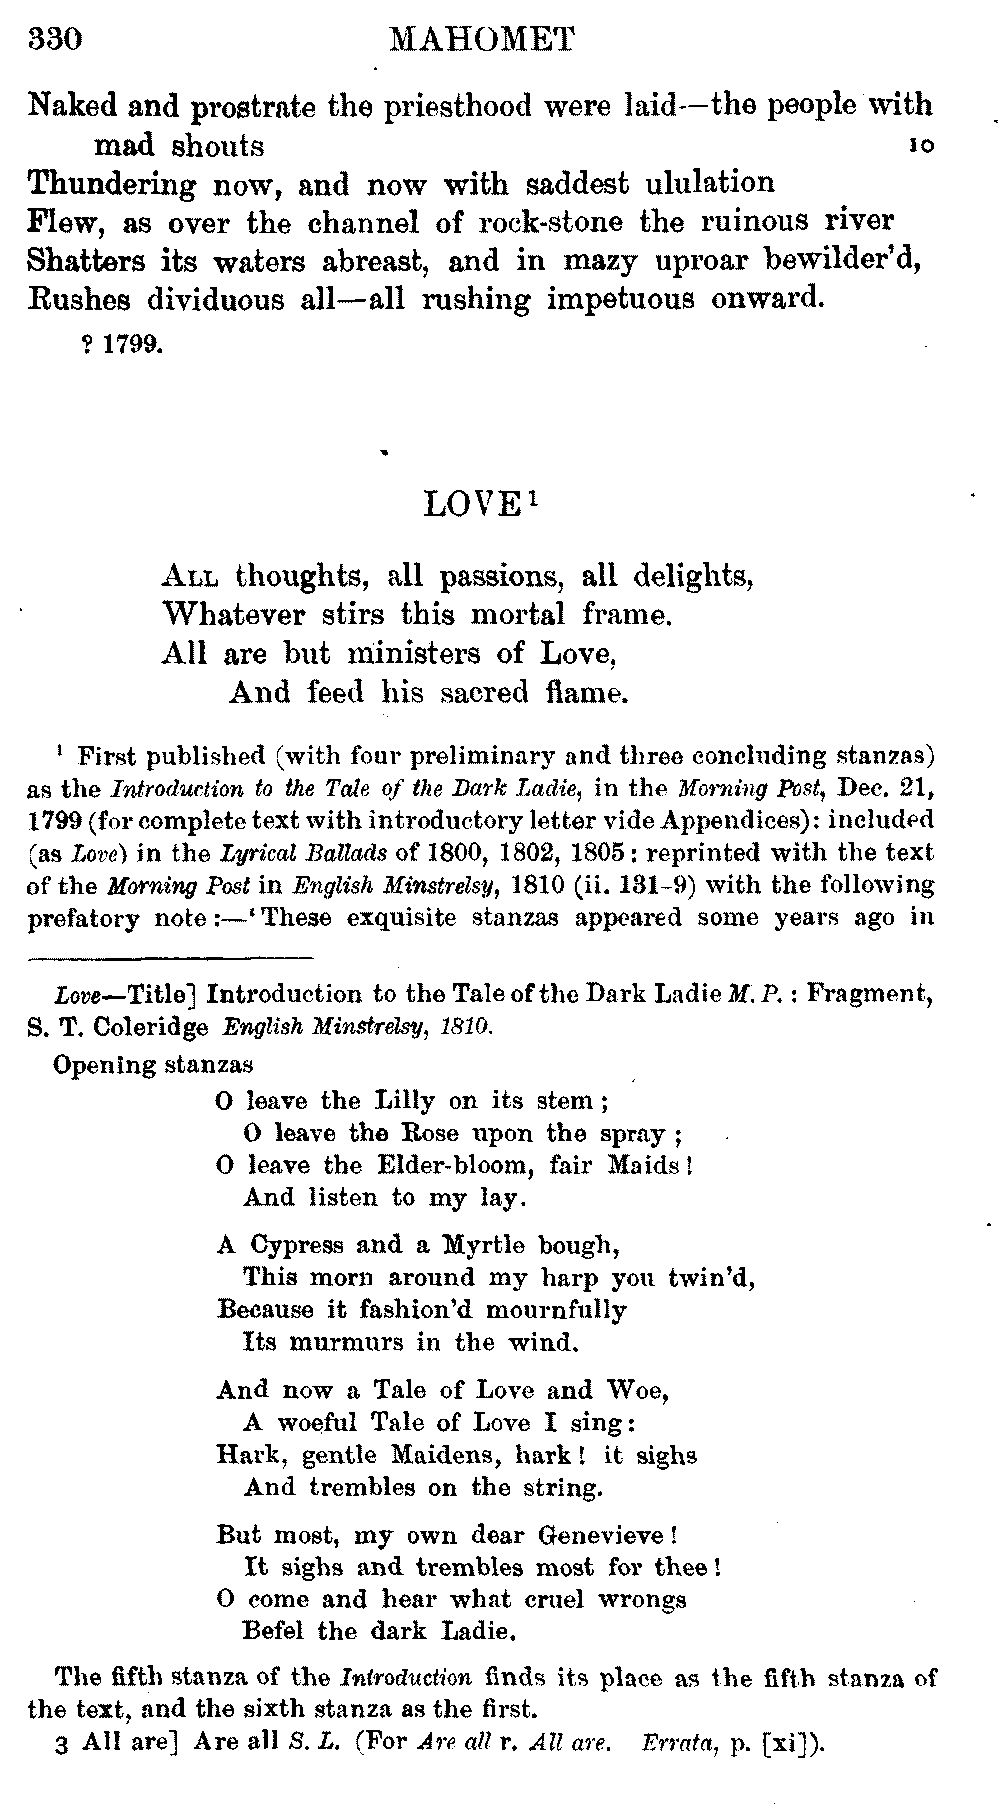 330 MAHOMET
Naked and prostrate the priesthood were laid—the people with
mad shouts 10
Thundering now, and now with saddest ululation
Flew, as over the channel of rock-stone the ruinous river
Shatters its waters abreast, and in mazy uproar bewilder'd,
Rushes dividuous all—all rushing impetuous onward.
? 1799.
LOVE¹
ALL thoughts, all passions, all delights,
Whatever stirs this mortal frame.
All are but ministers of Love,
And feed his sacred flame.
¹ First published (with four preliminary and three concluding stanzas)
as the Introduction to the Tale of the Dark Ladie, in the Morning Post, Dec. 21,
1799 (for complete text with introductory letter vide Appendices): included
(as Love) in the Lyrical Ballads of 1800, 1802, 1805: reprinted with the text
of the Morning Post in English Minstrelsy, 1810 (ii. 131-9) with the following
prefatory note:—'These exquisite stanzas appeared some years ago in
Love—Title] Introduction to the Tale of the Dark Ladie M. P.: Fragment,
S. T. Coleridge English Minstrelsy, 1810.
Opening stanzas
O leave the Lilly on its stem;
O leave the Rose upon the spray;
O leave the Elder-bloom, fair Maids!
And listen to my lay.
A Cypress and a Myrtle bough,
This morn around my harp you twin'd,
Because it fashion'd mournfully
Its murmurs in the wind.
And now a Tale of Love and Woe,
A woeful Tale of Love I sing:
Hark, gentle Maidens, hark! it sighs
And trembles on the string.
But most, my own dear Genevieve!
It sighs and trembles most for thee!
O come and hear what cruel wrongs
Befel the dark Ladie.
The fifth stanza of the Introduction finds its place as the fifth stanza of
the text, and the sixth stanza as the first.
3 All are] Are all S. L. (For Are all r. All are. Errata, p. [xi]).